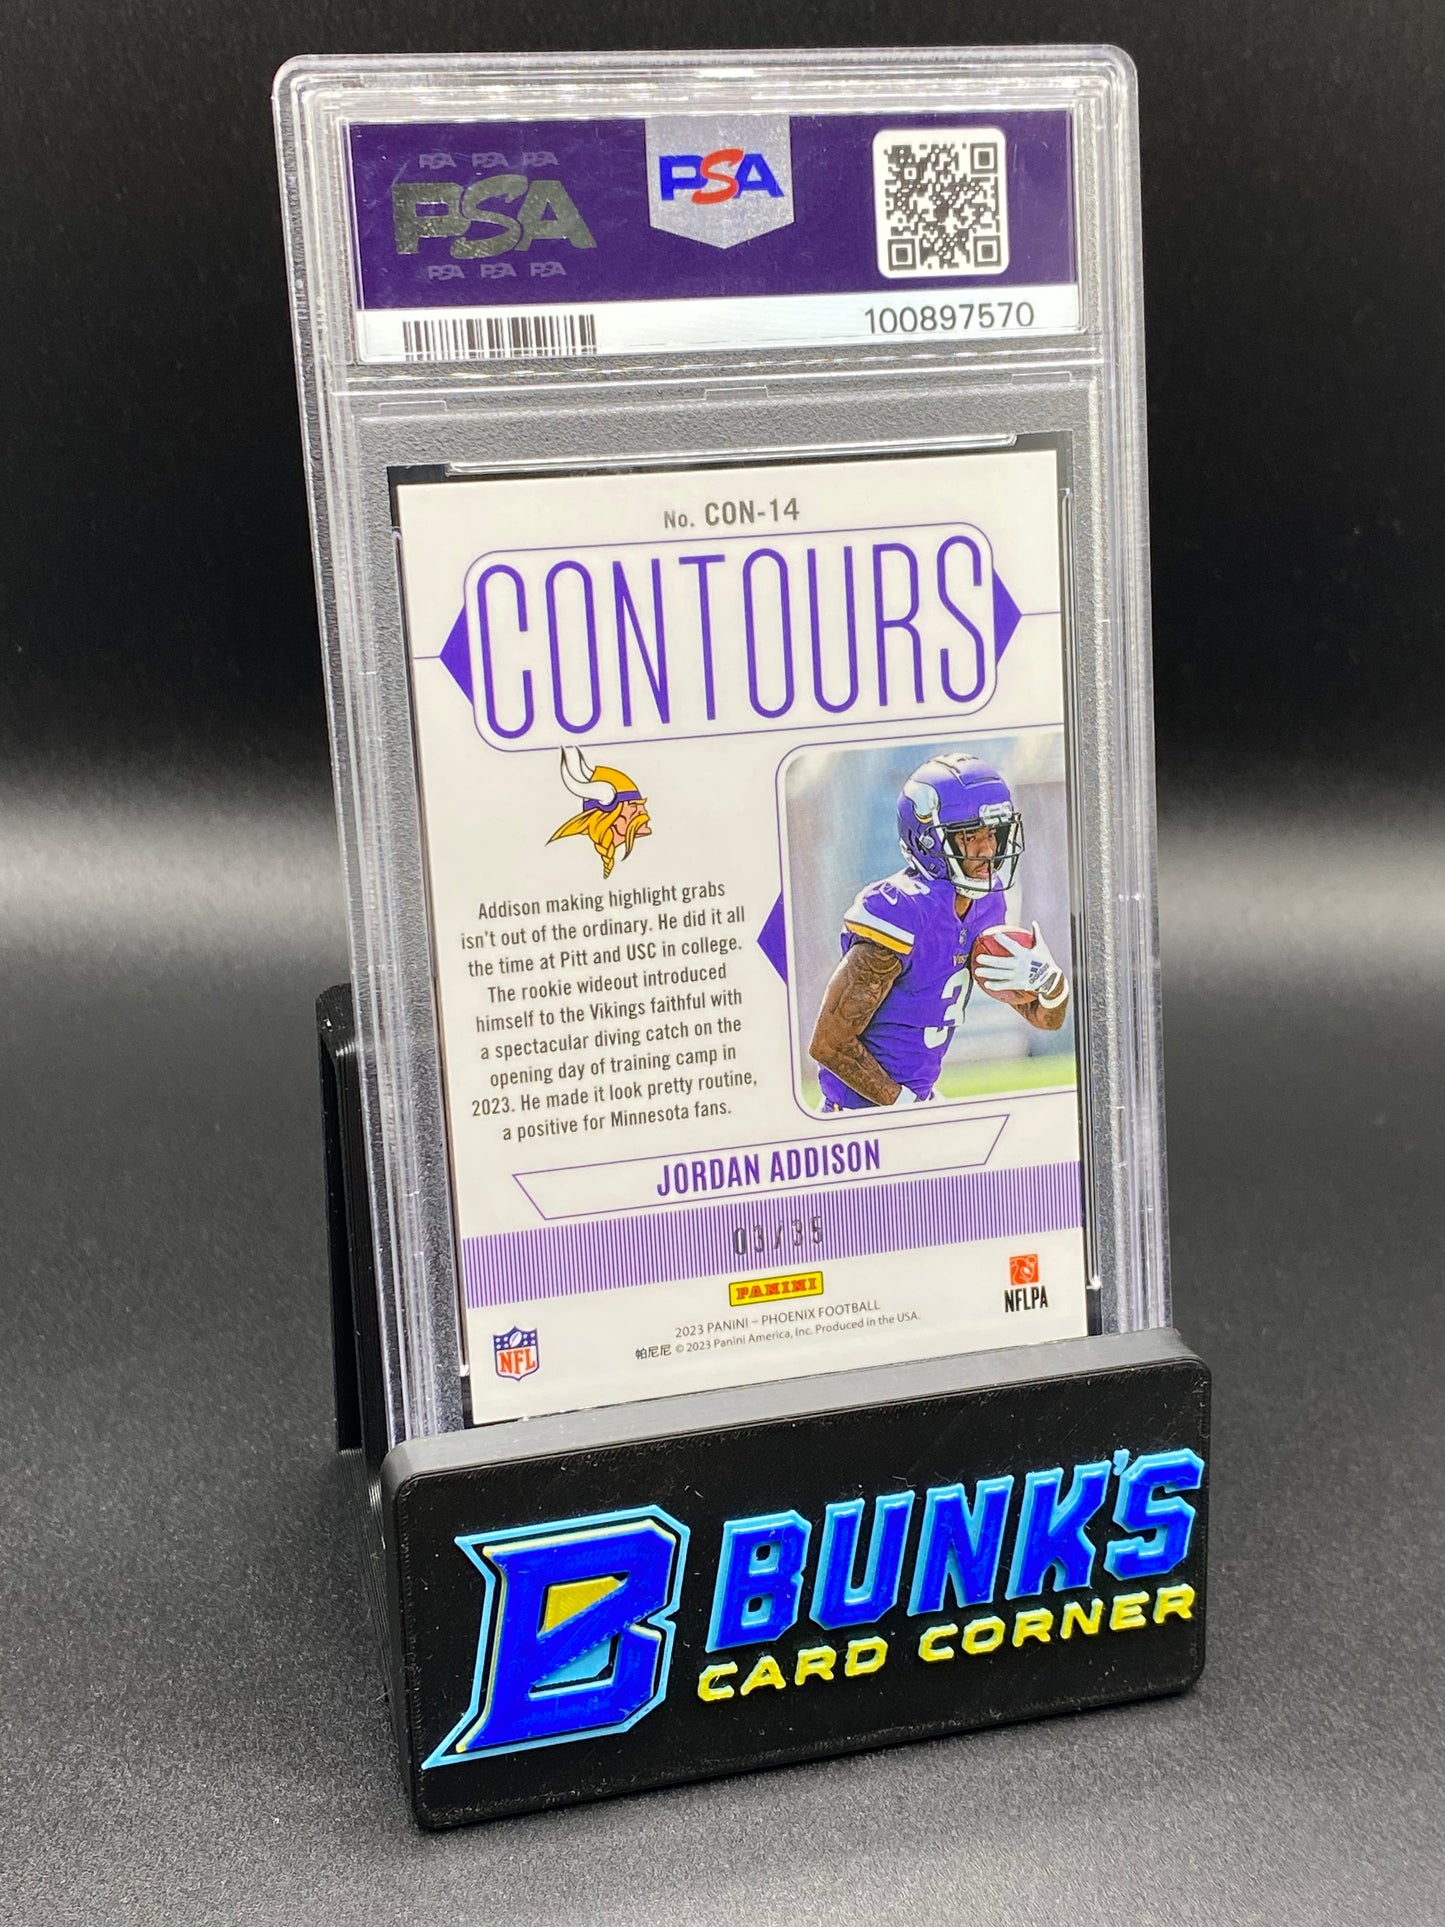 PSA PSA PSA
PSA
PSA PSA PSA
PSA
100897570
No. CON-14
CONTOURS
Addison making highlight grabs
isn't out of the ordinary. He did it all
the time at Pitt and USC in college.
The rookie wideout introduced
himself to the Vikings faithful with
a spectacular diving catch on the
opening day of training camp in
2023. He made it look pretty routine,
a positive for Minnesota fans.
JORDAN ADDISON
03/35
PANINI
2023 PANINI – PHOENIX FOOTBALL
帕尼尼 © 2023 Panini America, Inc. Produced in the USA.
NFL
NFLPA
B BUNK'S
CARD CORNER